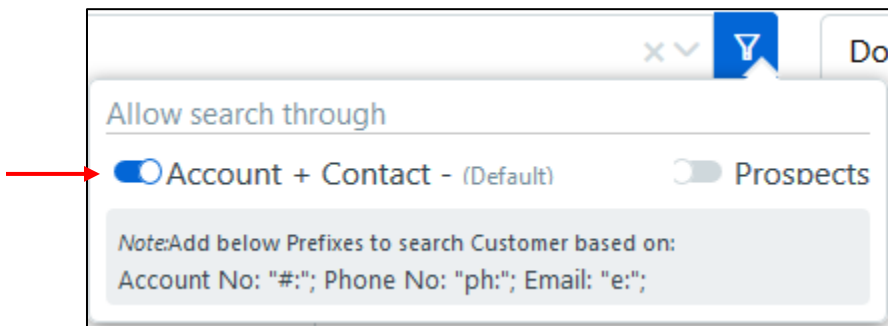 Do
Allow search through
Account + Contact - (Default) Prospects
Note:Add below Prefixes to search Customer based on:
Account No: "#:"; Phone No: "ph:"; Email: "e:";